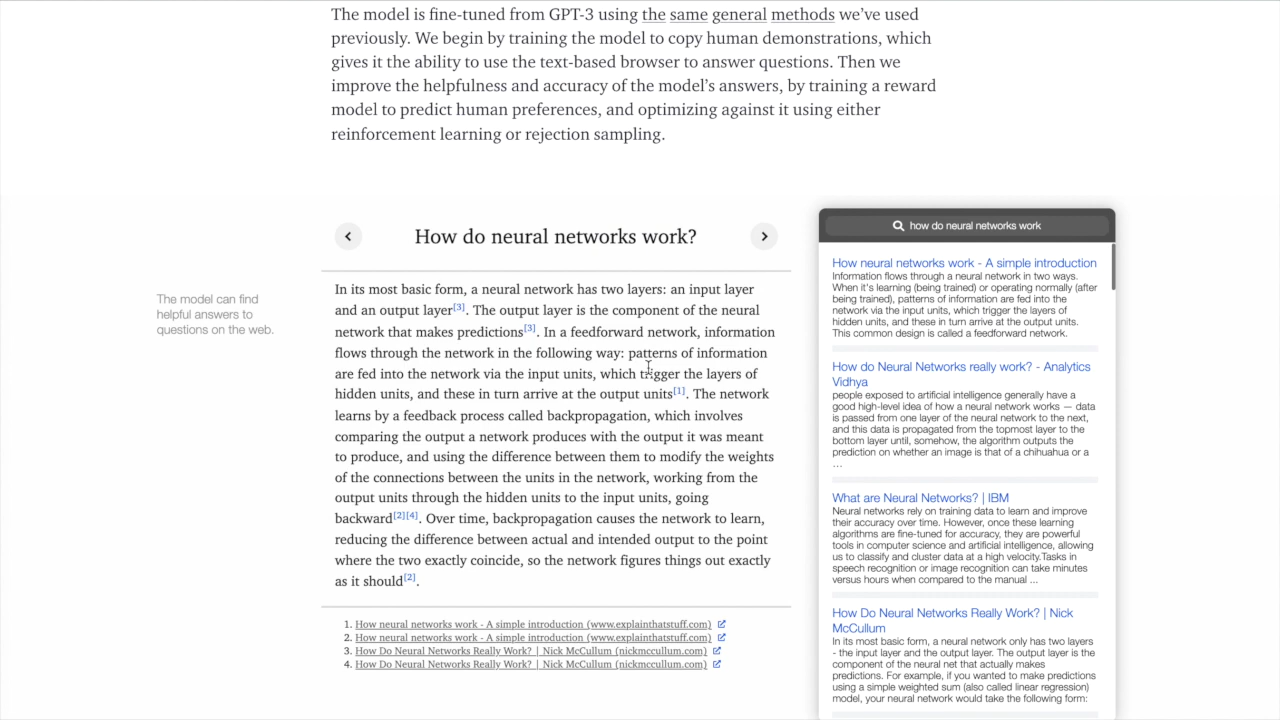 The model is fine-tuned from GPT-3 using the same general methods we’ve used
previously. We begin by training the model to copy human demonstrations, which
gives it the ability to use the text-based browser to answer questions. Then we
improve the helpfulness and accuracy of the model’s answers, by training a reward
model to predict human preferences, and optimizing against it using either
reinforcement learning or rejection sampling.
The model can find
helpful answers to
questions on the web.
How do neural networks work?
In its most basic form, a neural network has two layers: an input layer
and an output layer[3]. The output layer is the component of the neural
network that makes predictions[3]. In a feedforward network, information
flows through the network in the following way: patterns of information
are fed into the network via the input units, which trigger the layers of
hidden units, and these in turn arrive at the output units[1]. The network
learns by a feedback process called backpropagation, which involves
comparing the output a network produces with the output it was meant
to produce, and using the difference between them to modify the weights
of the connections between the units in the network, working from the
output units through the hidden units to the input units, going
backward[2][4]. Over time, backpropagation causes the network to learn,
reducing the difference between actual and intended output to the point
where the two exactly coincide, so the network figures things out exactly
as it should[2].
1. How neural networks work - A simple introduction (www.explainthatstuff.com)
2. How neural networks work - A simple introduction (www.explainthatstuff.com)
3. How Do Neural Networks Really Work? | Nick McCullum (nickmccullum.com)
4. How Do Neural Networks Really Work? | Nick McCullum (nickmccullum.com)
how do neural networks work
How neural networks work - A simple introduction
Information flows through a neural network in two ways.
When it's learning (being trained) or operating normally (after
being trained), patterns of information are fed into the
network via the input units, which trigger the layers of
hidden units, and these in turn arrive at the output units.
This common design is called a feedforward network.
How do Neural Networks really work? - Analytics
Vidhya
people exposed to artificial intelligence generally have a
good high-level idea of how a neural network works — data
is passed from one layer of the neural network to the next,
and this data is propagated from the topmost layer to the
bottom layer until, somehow, the algorithm outputs the
prediction on whether an image is that of a chihuahua or a
...
What are Neural Networks? | IBM
Neural networks rely on training data to learn and improve
their accuracy over time. However, once these learning
algorithms are fine-tuned for accuracy, they are powerful
tools in computer science and artificial intelligence, allowing
us to classify and cluster data at a high velocity.Tasks in
speech recognition or image recognition can take minutes
versus hours when compared to the manual ...
How Do Neural Networks Really Work? | Nick
McCullum
In its most basic form, a neural network only has two layers
- the input layer and the output layer. The output layer is the
component of the neural net that actually makes
predictions. For example, if you wanted to make predictions
using a simple weighted sum (also called linear regression)
model, your neural network would take the following form: